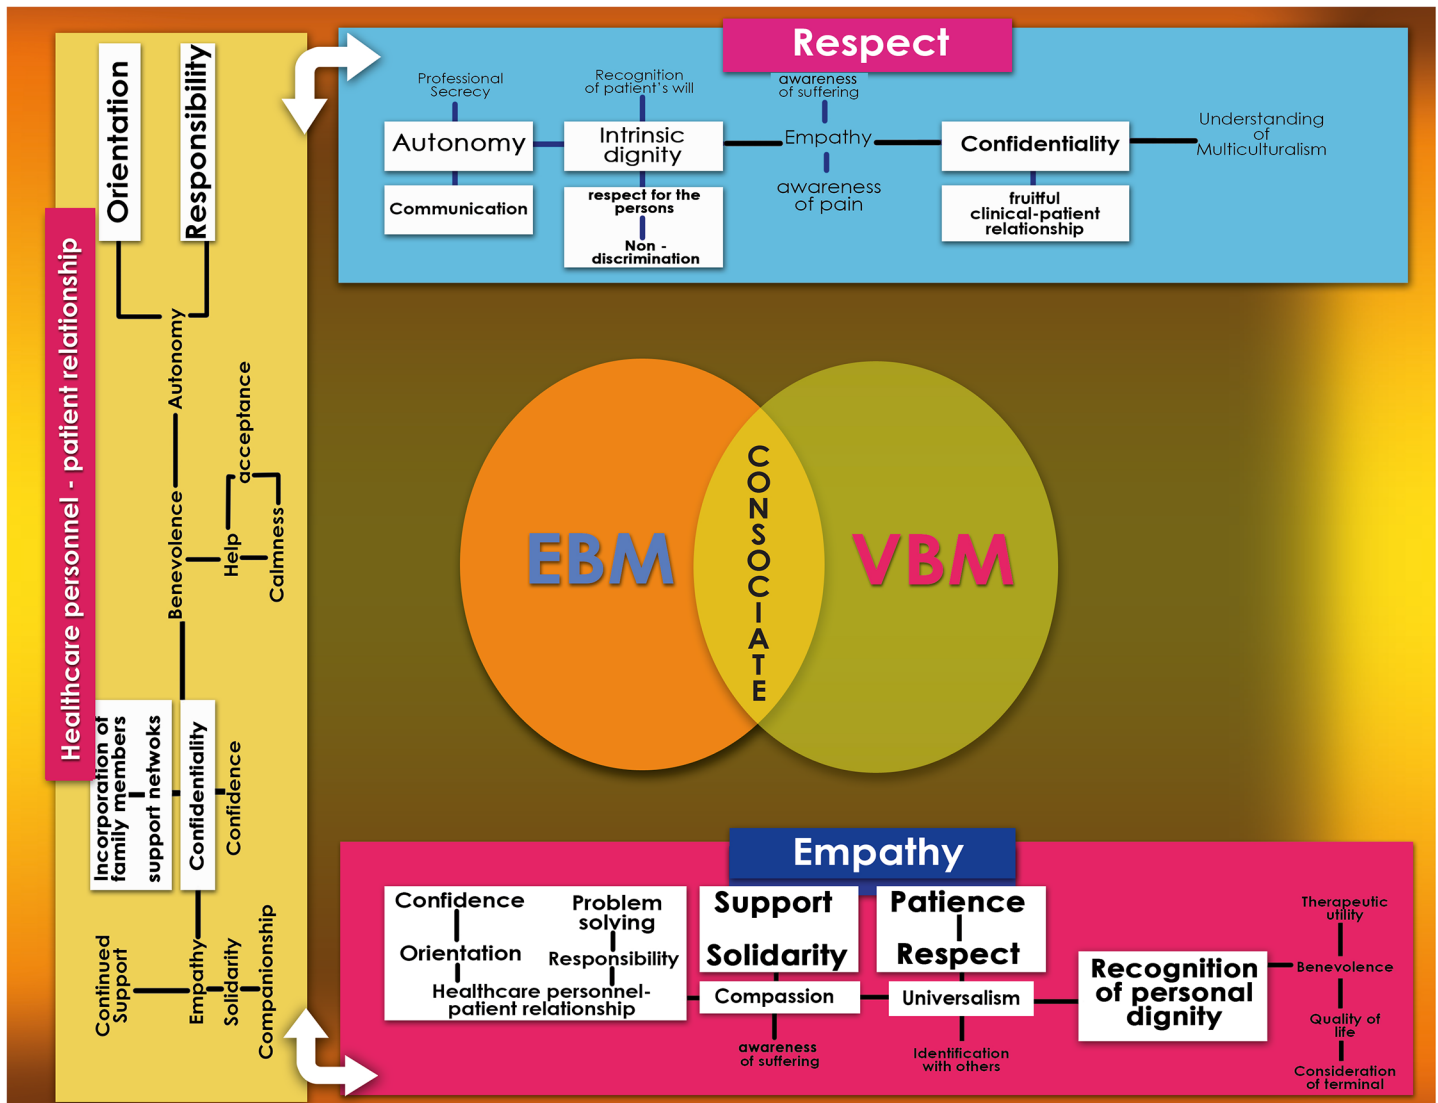 Respect
Professional
Secrecy
Recognition
of patient's will
awareness
of suffering
Autonomy
Intrinsic
dignity
Empathy
Confidentiality
Understanding
of
Multiculturalism
Communication
respect for the
persons
Non -
discrimination
awareness
of pain
fruitful
clinical-patient
relationship
Healthcare personnel - patient relationship
Orientation
Responsibility
Autonomy
Benevolence
Help
acceptance
Calmness
Incorporation of
family members
support netwoks
Confidentiality
Confidence
Continued
Support
Empathy
Solidarity
Companionship
EBM
CONSOCIATE
VBM
Empathy
Confidence
Orientation
Problem
solving
Responsibility
Healthcare personnel-
patient relationship
Support
Solidarity
Compassion
awareness
of suffering
Patience
Respect
Universalism
Identification
with others
Recognition
of personal
dignity
Therapeutic
utility
Benevolence
Quality of
life
Consideration
of terminal